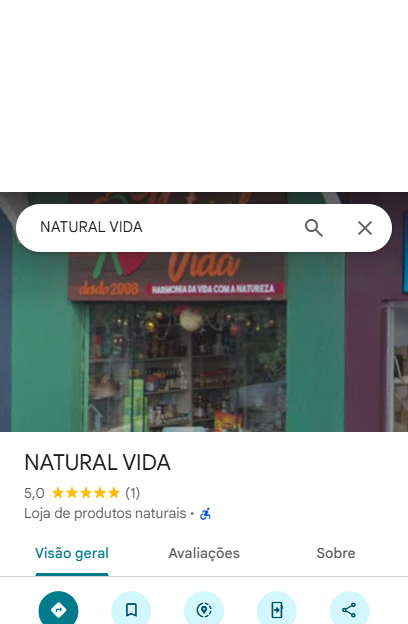 NATURAL VIDA
Vida
desde 2008 HARMONIA DA VIDA COM A NATUREZA
NATURAL VIDA
5,0 (1)
Loja de produtos naturais •
Visão geral Avaliações Sobre